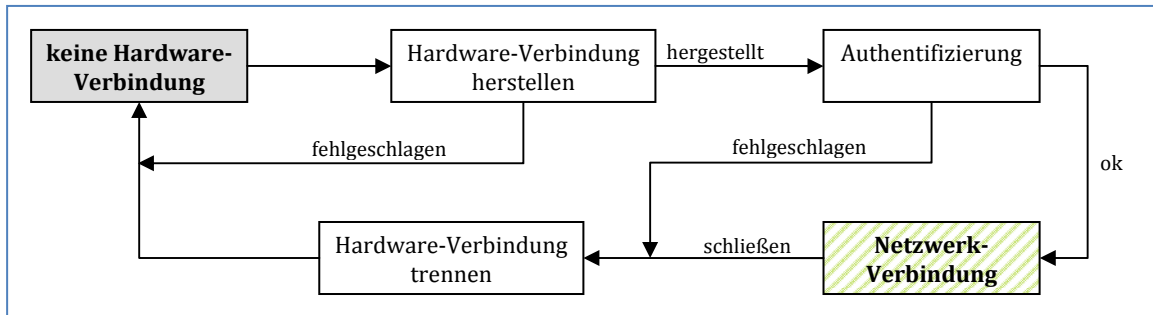 keine Hardware-
Verbindung
Hardware-Verbindung
herstellen
hergestellt
Authentifizierung
fehlgeschlagen
fehlgeschlagen
ok
Hardware-Verbindung
trennen
schließen
Netzwerk-
Verbindung